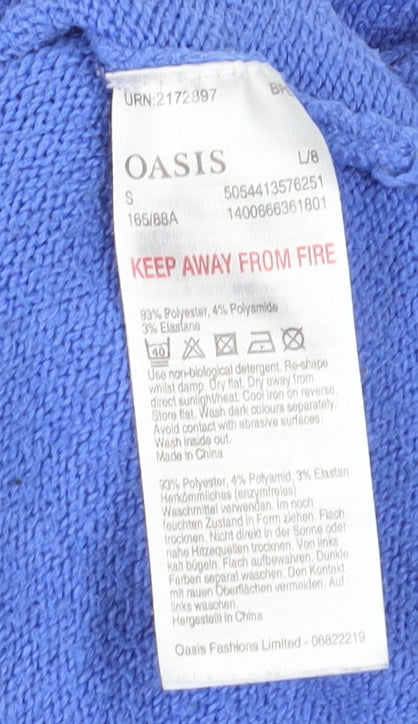 URN:2172897
OASIS L/8
S 5054413576251
165/88A 1400666361801
KEEP AWAY FROM FIRE
93% Polyester, 4% Polyamide
3% Elastane
40
Use non-biological detergent. Re-shape
whilst damp. Dry flat. Dry away from
direct sunlight/heat. Cool iron on reverse.
Store flat. Wash dark colours separately.
Avoid contact with abrasive surfaces.
Wash inside out.
Made in China
93% Polyester, 4% Polyamid, 3% Elastan
Herkömmliches (enzymfreies)
Waschmittel verwenden. Im noch
feuchten Zustand in Form ziehen. Flach
trocknen. Nicht direkt in der Sonne oder
nahe Hitzequellen trocknen. Von links
kalt bügeln. Flach aufbewahren. Dunkle
Farben separat waschen. Den Kontakt
mit rauen Oberflächen vermeiden. Auf
links waschen.
Hergestellt in China
Oasis Fashions Limited - 06822219